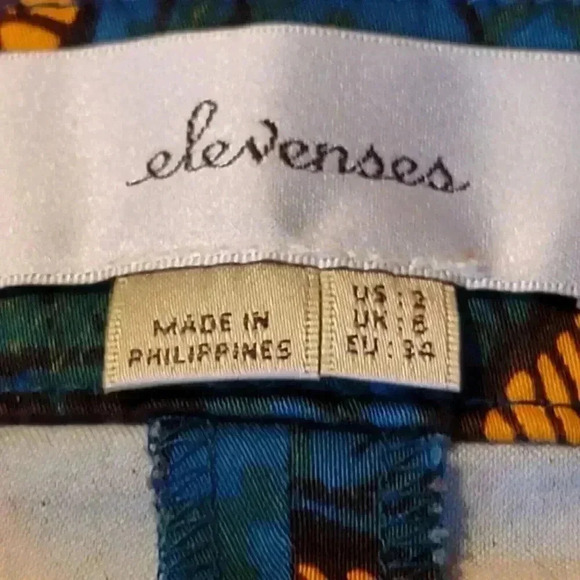 elevenses
MADE IN
PHILIPPINES
US : 2
UK : 6
EU : 34